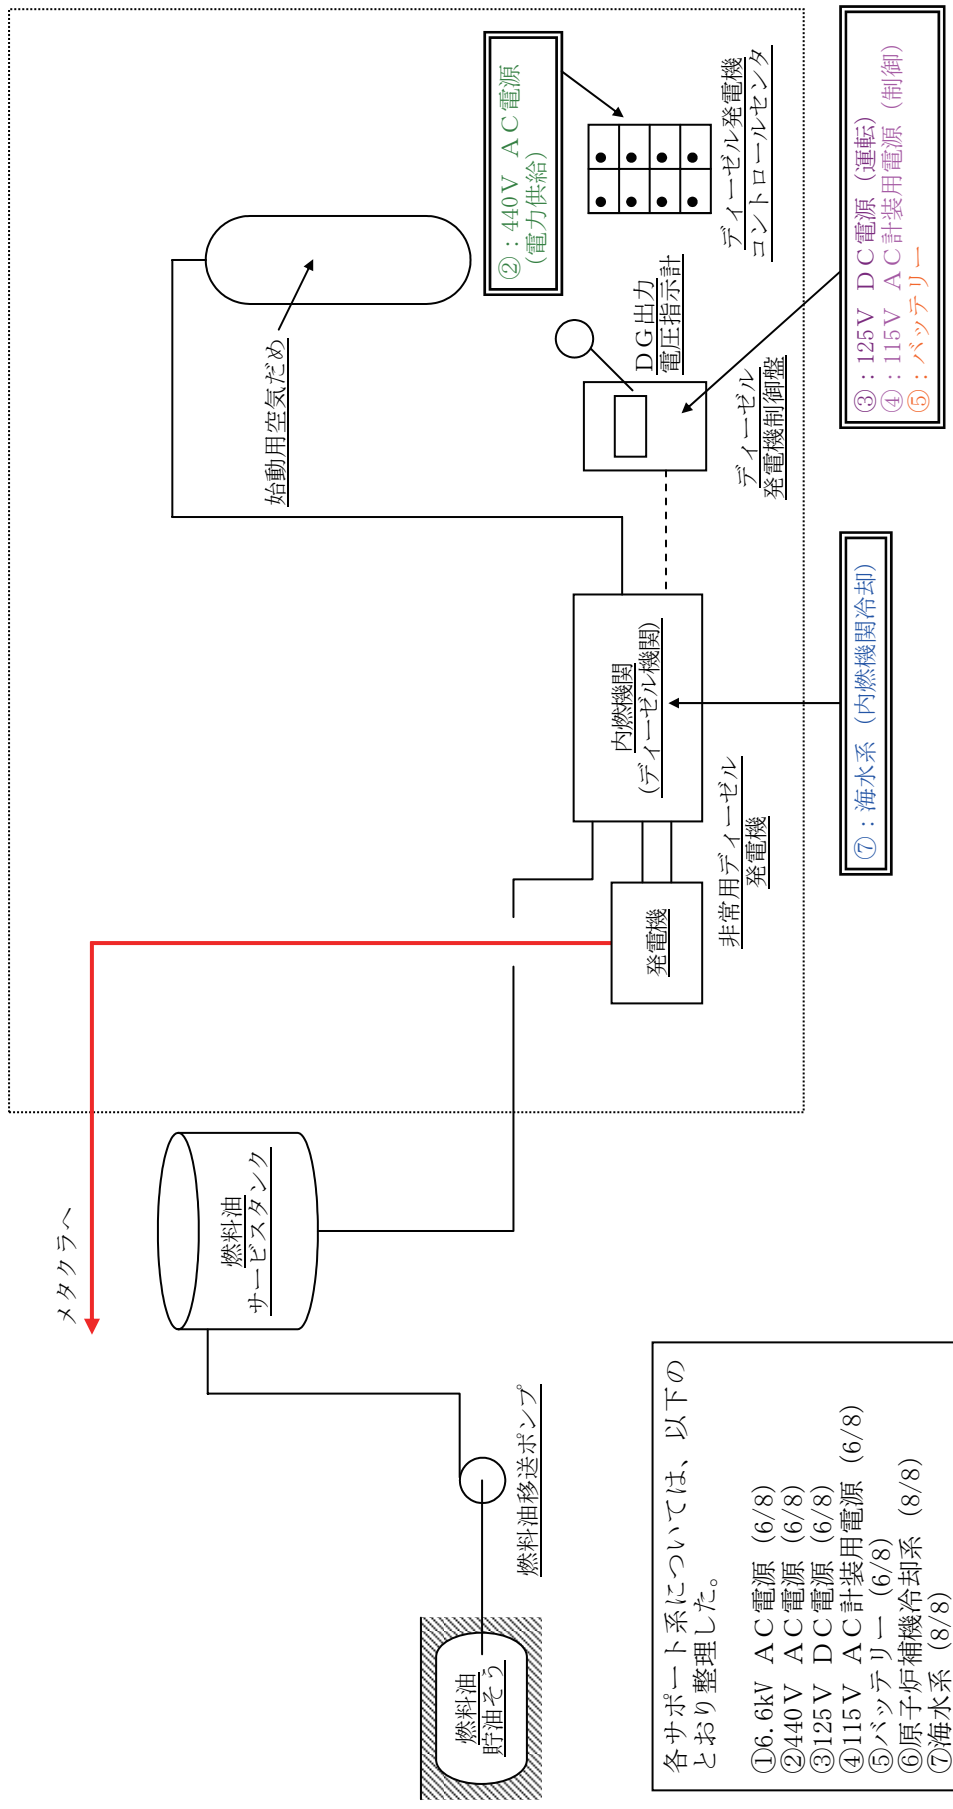 メタクラへ
燃料油
貯油そう
燃料油移送ポンプ
燃料油
サービスタンク
発電機
非常用ディーゼル
発電機
内燃機関
(ディーゼル機関)
始動用空気だめ
ディーゼル
発電機制御盤
DG出力
電圧指示計
ディーゼル発電機
コントロールセンタ
②:440V AC電源
(電力供給)
⑦:海水系(内燃機関冷却)
③:125V DC電源(運転)
④:115V AC計装用電源(制御)
⑤:バッテリー
各サポート系については、以下の
とおり整理した。
①6.6kV AC電源(6/8)
②440V AC電源(6/8)
③125V DC電源(6/8)
④115V AC計装用電源(6/8)
⑤バッテリー(6/8)
⑥原子炉補機冷却系(8/8)
⑦海水系(8/8)